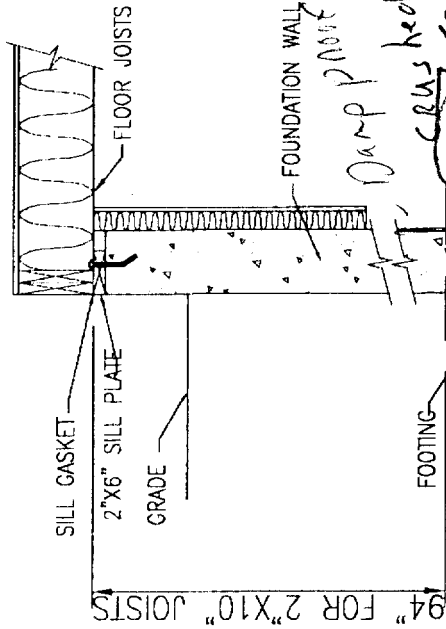 FLOOR JOISTS
SILL GASKET
2"X6" SILL PLATE
GRADE
FOUNDATION WALL
Damp proof
CRUShed
FOOTING
94" FOR 2"X10" JOISTS